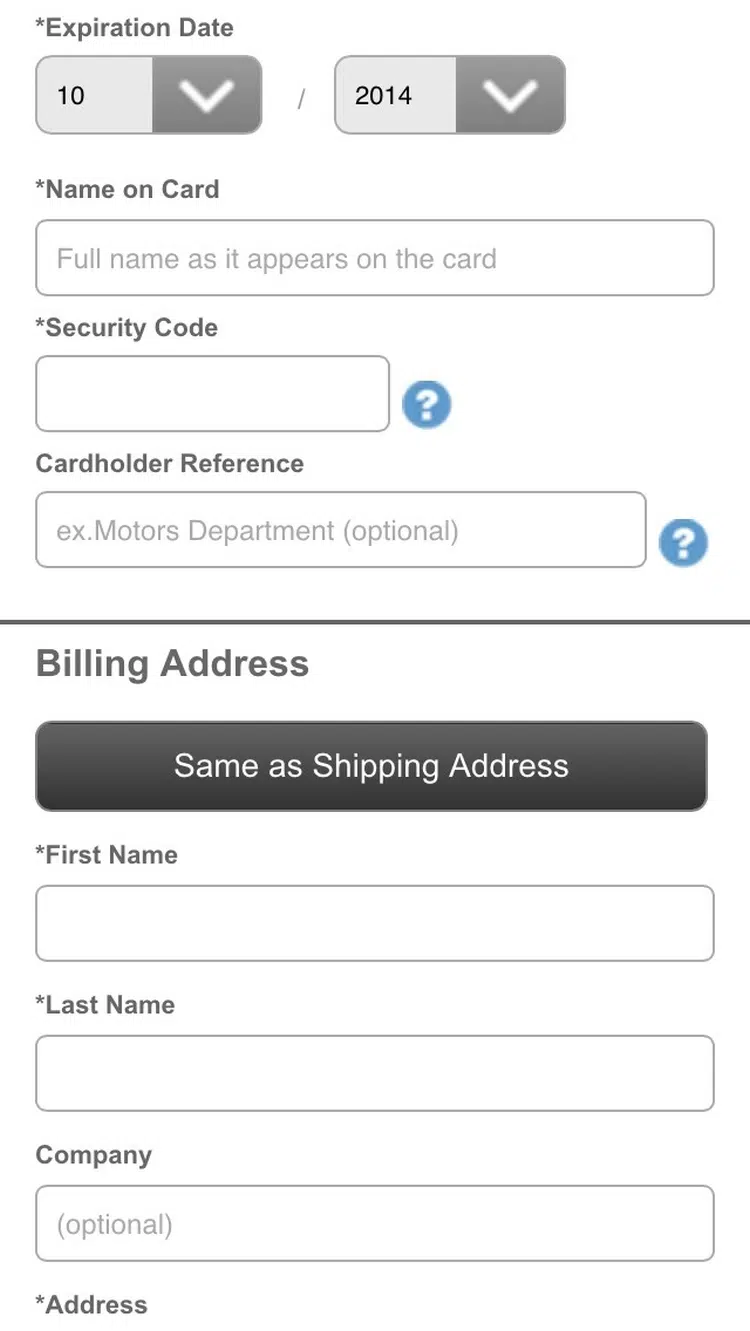 *Expiration Date
10 / 2014
*Name on Card
Full name as it appears on the card
*Security Code
?
Cardholder Reference
ex.Motors Department (optional)
?
Billing Address
Same as Shipping Address
*First Name
*Last Name
Company
(optional)
*Address